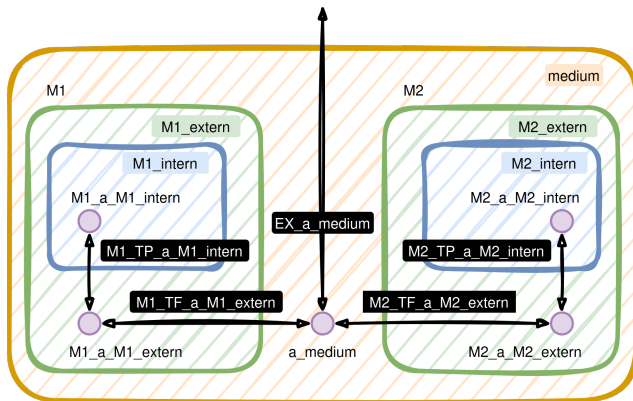 medium
M1
M2
M1_extern
M2_extern
M1_intern
M2_intern
M1_a_M1_intern
M2_a_M2_intern
EX_a_medium
M1_TP_a_M1_intern
M2_TP_a_M2_intern
M1_TF_a_M1_extern
M2_TF_a_M2_extern
M1_a_M1_extern
a_medium
M2_a_M2_extern